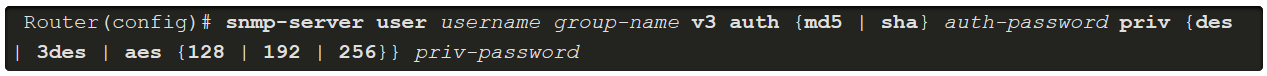 Router(config)# snmp-server user username group-name v3 auth {md5 | sha} auth-password priv {des
| 3des | aes {128 | 192 | 256}} priv-password